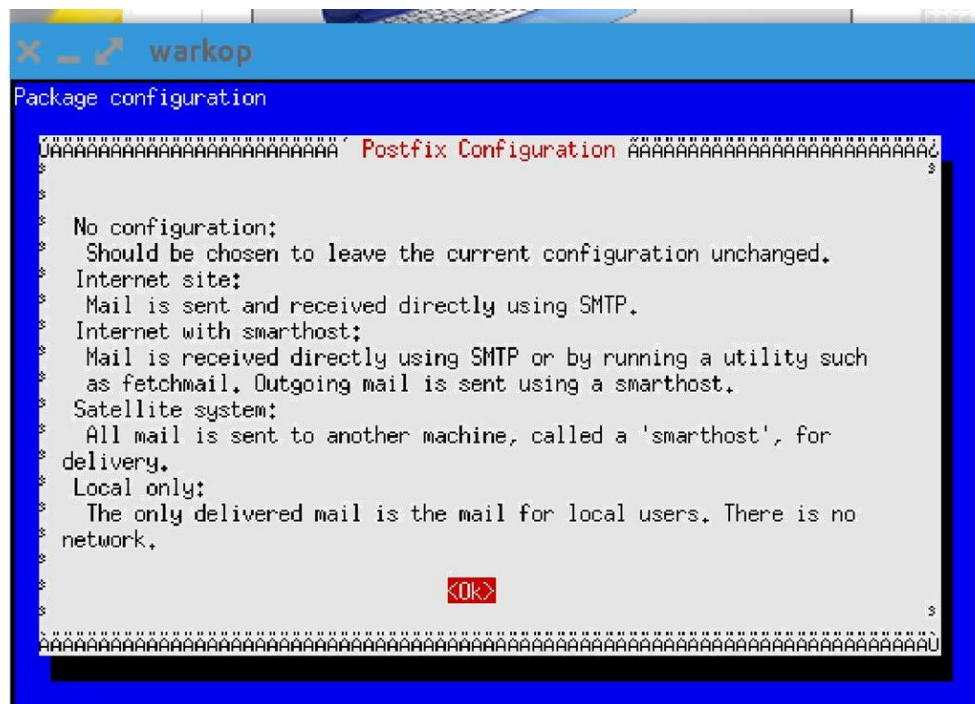 warkop
Package configuration
Postfix Configuration
No configuration:
Should be chosen to leave the current configuration unchanged.
Internet site:
Mail is sent and received directly using SMTP.
Internet with smarthost:
Mail is received directly using SMTP or by running a utility such
as fetchmail. Outgoing mail is sent using a smarthost.
Satellite system:
All mail is sent to another machine, called a 'smarthost', for
delivery.
Local only:
The only delivered mail is the mail for local users. There is no
network.
<Ok>